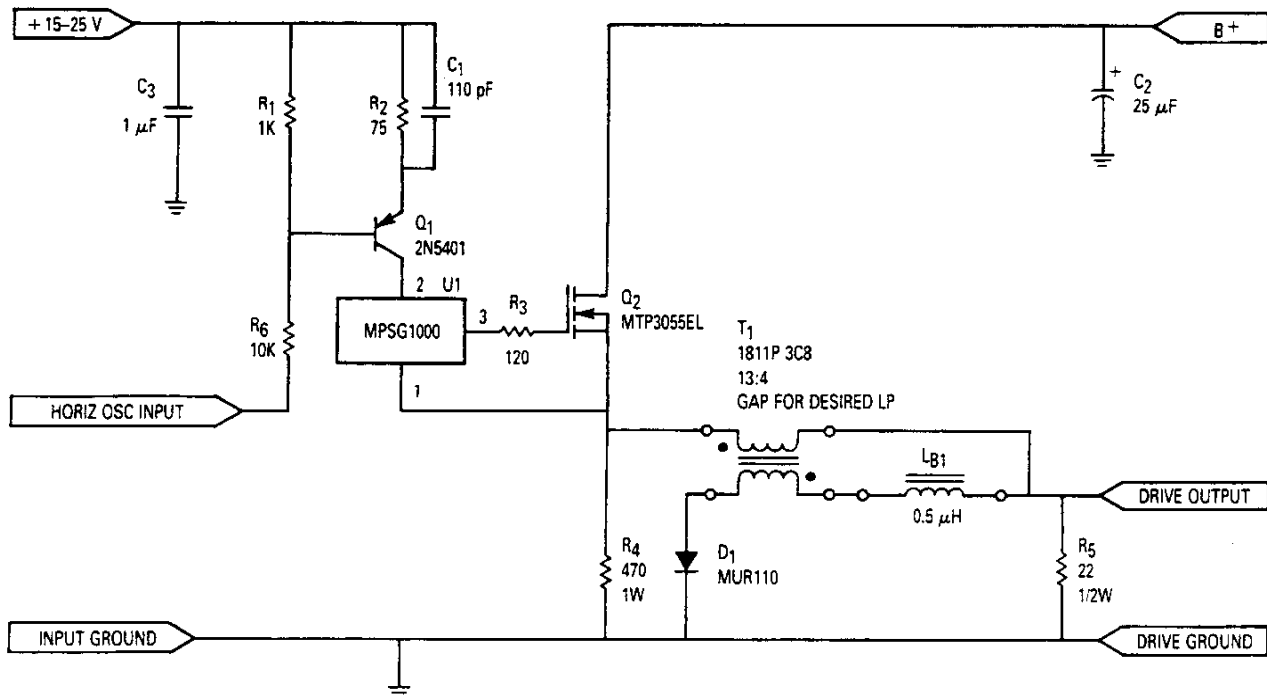 + 15–25 V
B +
C3
1 μF
R1
1K
R2
75
C1
110 pF
C2
25 μF
+
Q1
2N5401
2 U1
MPSG1000
3
R3
120
1
Q2
MTP3055EL
R6
10K
HORIZ OSC INPUT
T1
1811P 3C8
13:4
GAP FOR DESIRED LP
LB1
0.5 μH
DRIVE OUTPUT
R4
470
1W
D1
MUR110
R5
22
1/2W
INPUT GROUND
DRIVE GROUND